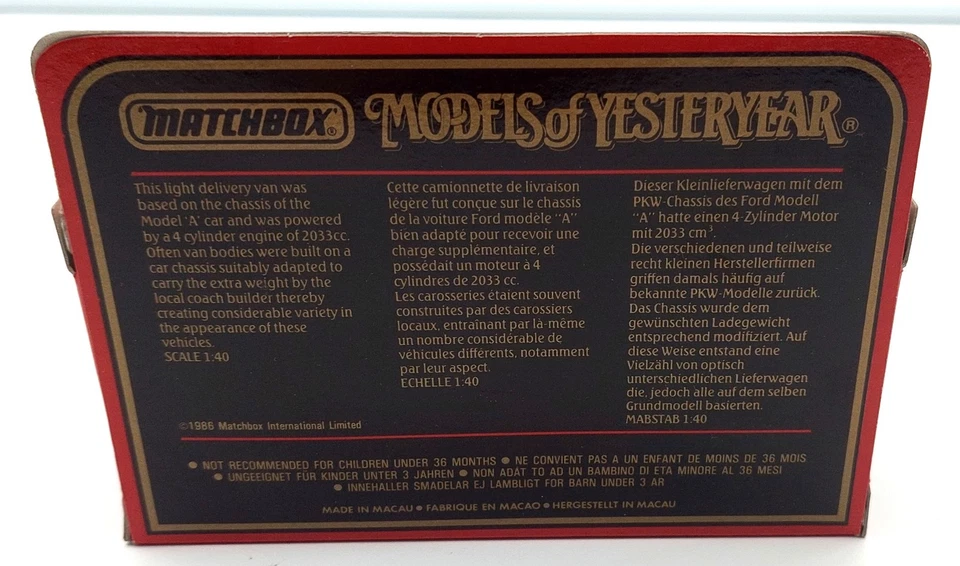 MATCHBOX® MODELS of YESTERYEAR®
This light delivery van was
based on the chassis of the
Model 'A' car and was powered
by a 4 cylinder engine of 2033cc.
Often van bodies were built on a
car chassis suitably adapted to
carry the extra weight by the
local coach builder thereby
creating considerable variety in
the appearance of these
vehicles.
SCALE 1:40
Cette camionnette de livraison
légère fut conçue sur le chassis
de la voiture Ford modèle "A"
bien adapté pour recevoir une
charge supplémentaire, et
possédait un moteur à 4
cylindres de 2033 cc.
Les carosseries étaient souvent
construites par des carossiers
locaux, entraînant par là-même
un nombre considérable de
véhicules différents, notamment
par leur aspect.
ECHELLE 1:40
Dieser Kleinlieferwagen mit dem
PKW-Chassis des Ford Modell
"A" hatte einen 4-Zylinder Motor
mit 2033 cm³.
Die verschiedenen und teilweise
recht kleinen Herstellerfirmen
griffen damals häufig auf
bekannte PKW-Modelle zurück.
Das Chassis wurde dem
gewünschten Ladegewicht
entsprechend modifiziert. Auf
diese Weise entstand eine
Vielzahl von optisch
unterschiedlichen Lieferwagen
die, jedoch alle auf dem selben
Grundmodell basierten.
MABSTAB 1:40
©1986 Matchbox International Limited
● NOT RECOMMENDED FOR CHILDREN UNDER 36 MONTHS ● NE CONVIENT PAS A UN ENFANT DE MOINS DE 36 MOIS
● UNGEEIGNET FÜR KINDER UNTER 3 JAHREN ● NON ADAT TO AD UN BAMBINO DI ETA MINORE AL 36 MESI
● INNEHALLER SMADELAR EJ LAMBLIGT FOR BARN UNDER 3 AR
MADE IN MACAU ● FABRIQUE EN MACAO ● HERGESTELLT IN MACAU